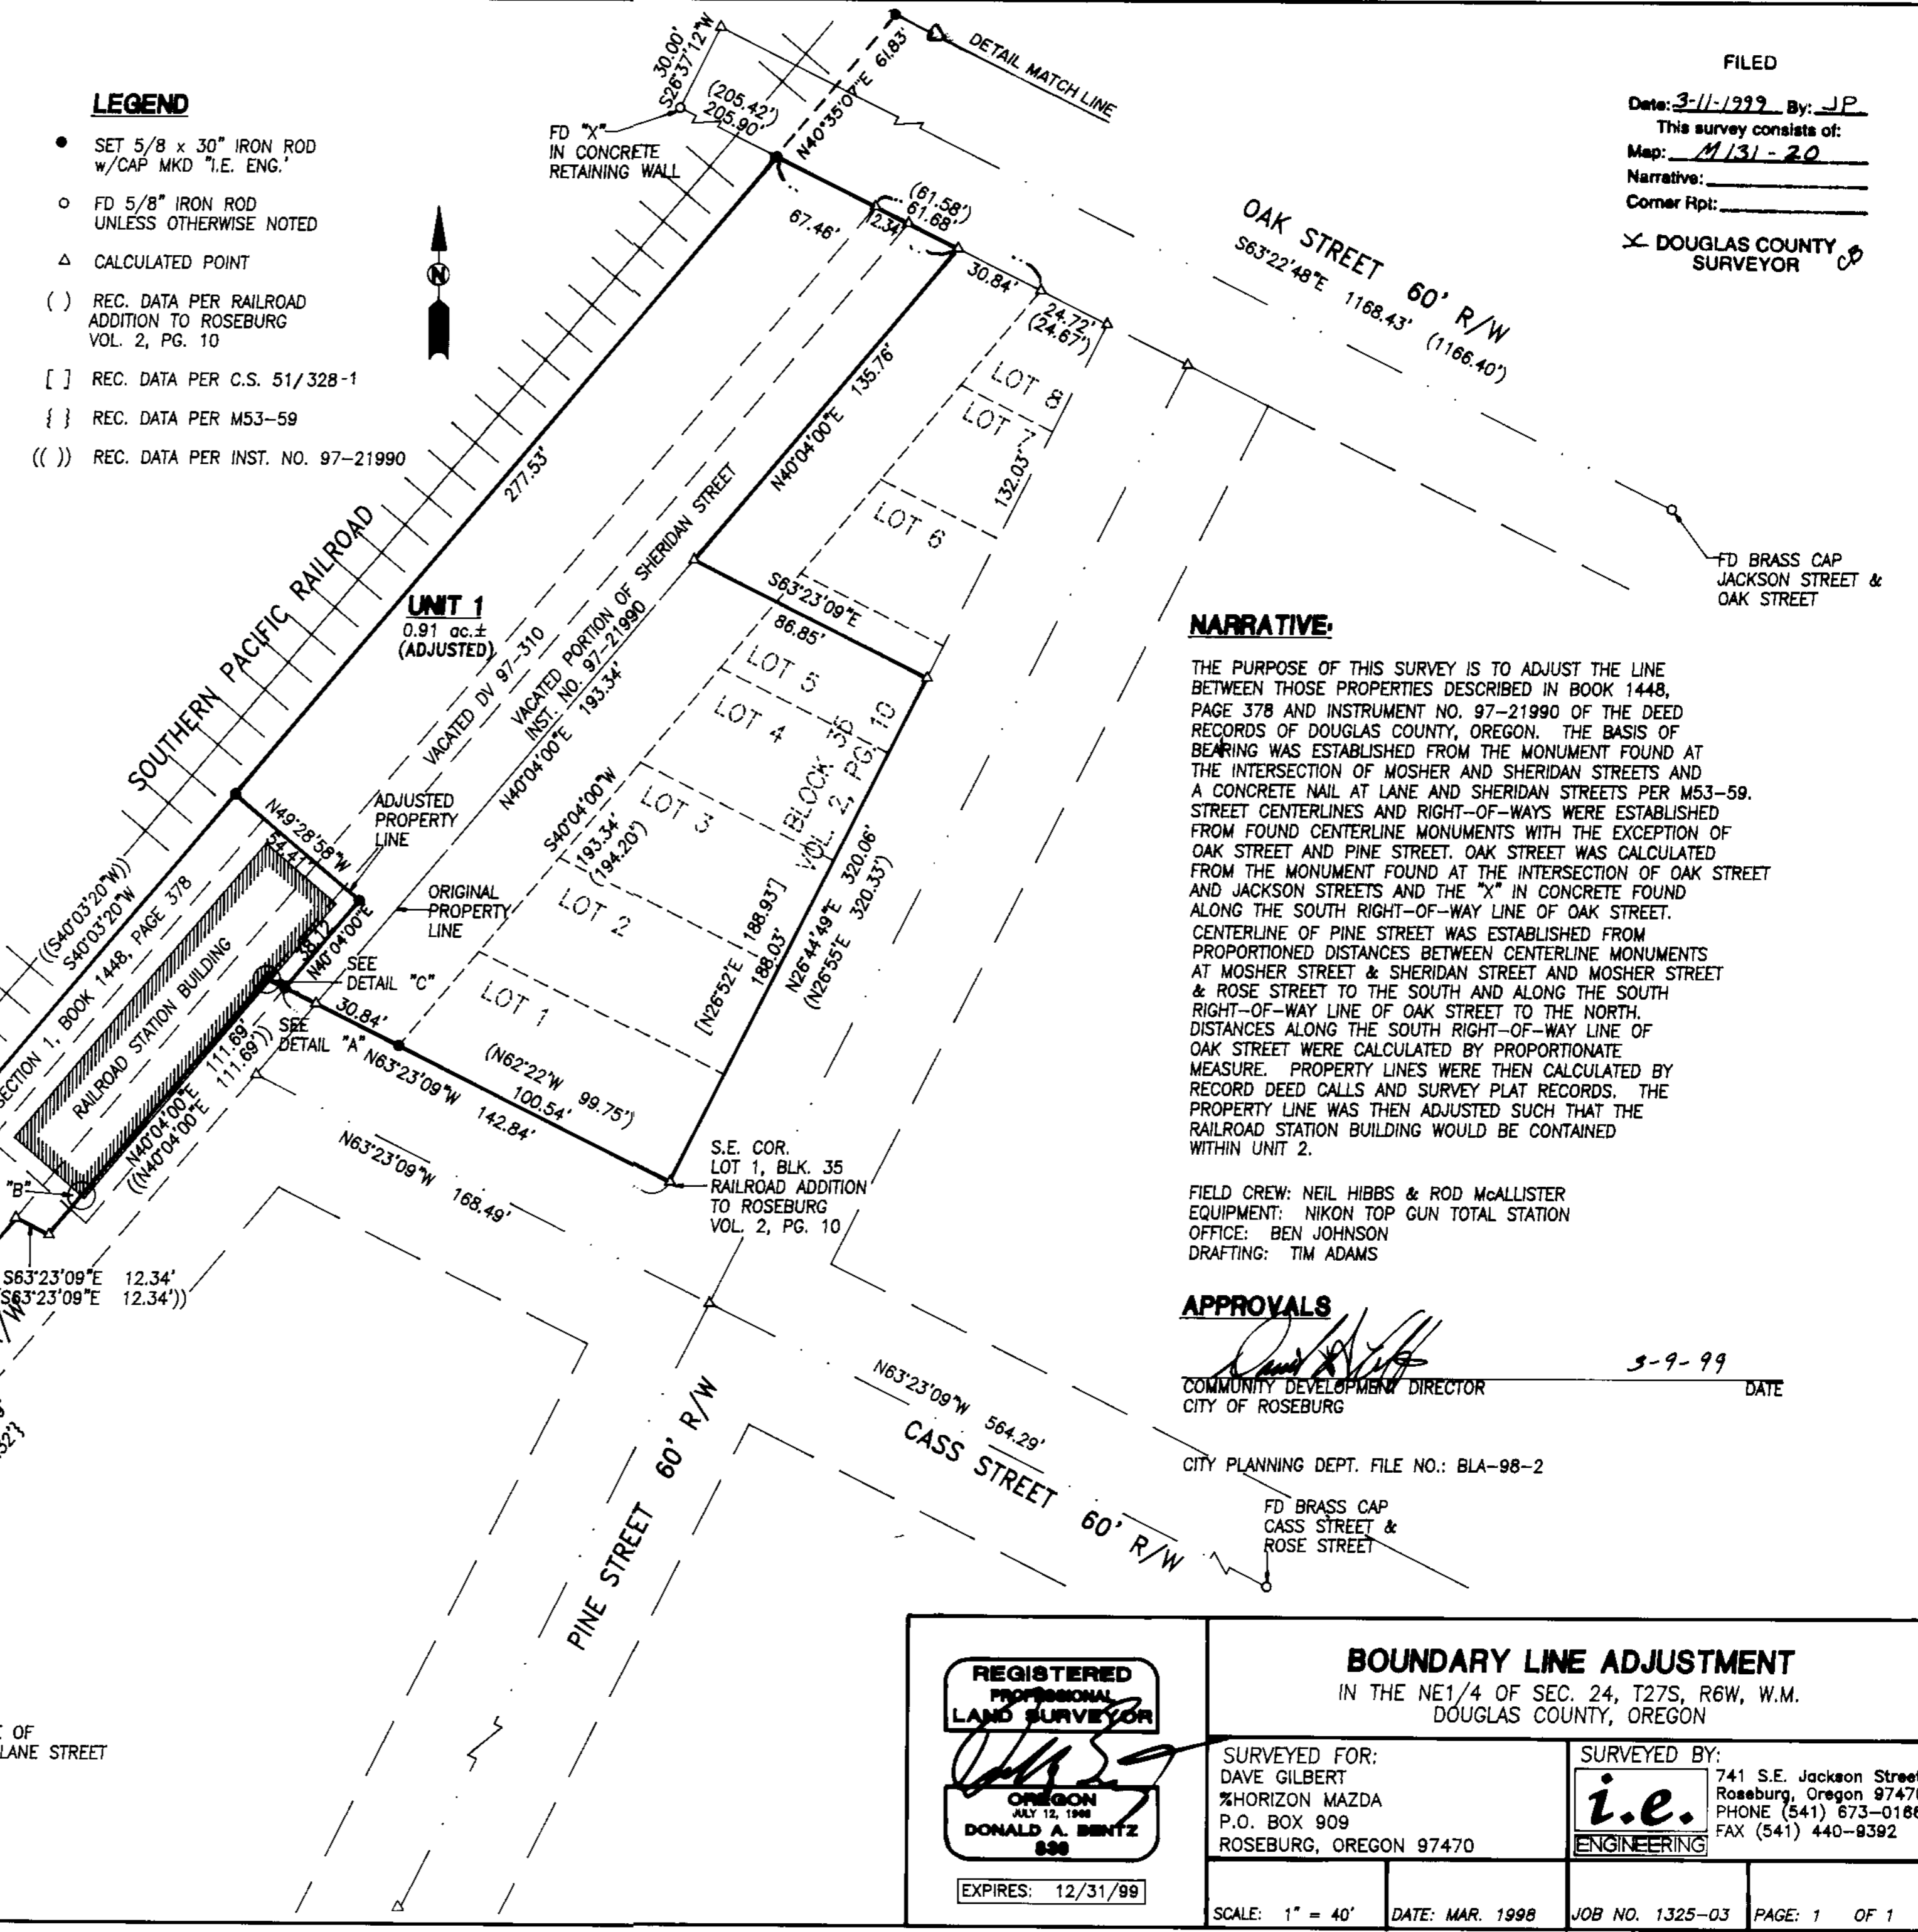 LEGEND
SET 5/8 x 30" IRON ROD
w/CAP MKD "I.E. ENG.'
FD 5/8" IRON ROD
UNLESS OTHERWISE NOTED
CALCULATED POINT
( ) REC. DATA PER RAILROAD
ADDITION TO ROSEBURG
VOL. 2, PG. 10
[ ] REC. DATA PER C.S. 51/328-1
{ } REC. DATA PER M53-59
(( )) REC. DATA PER INST. NO. 97-21990
N
30.00'
S26°37'12"W
(205.42')
205.90'
FD "X"
IN CONCRETE
RETAINING WALL
N40°35'07"E 61.83'
DETAIL MATCH LINE
FILED
Date: 3-11-1999 By: JP
This survey consists of:
Map: M131-20
Narrative:
Corner Rpt:
DOUGLAS COUNTY
SURVEYOR
67.46'
12.34'
(61.58')
61.68'
30.84'
24.72'
(24.67')
OAK STREET 60' R/W
S63°22'48"E 1168.43' (1166.40')
FD BRASS CAP
JACKSON STREET &
OAK STREET
277.53'
N40°04'00"E 135.76'
LOT 8
LOT 7
132.03'
LOT 6
SOUTHERN PACIFIC RAILROAD
UNIT 1
0.91 ac.±
(ADJUSTED)
VACATED DV 97-310
VACATED PORTION OF SHERIDAN STREET
INST. NO. 97-21990
N40°04'00"E 193.34'
S63°23'09"E
86.85'
LOT 5
LOT 4
LOT 3
LOT 2
LOT 1
BLOCK 35
VOL. 2, PG. 10
S40°04'00"W
193.34'
(194.20')
[N26°52'E 188.93']
188.03'
N26°44'49"E 320.06'
(N26°55'E 320.33')
N49°28'58"W
54.41'
ADJUSTED
PROPERTY
LINE
ORIGINAL
PROPERTY
LINE
38.12'
N40°04'00"E
SEE
DETAIL "C"
SEE
DETAIL "A"
30.84'
((S40°03'20"W))
S40°03'20"W
SECTION 1, BOOK 1448, PAGE 378
RAILROAD STATION BUILDING
N40°04'00"E 111.69'
((N40°04'00"E 111.69'))
"B"
N63°23'09"W 142.84'
(N62°22'W 99.75')
100.54'
N63°23'09"W 168.49'
S.E. COR.
LOT 1, BLK. 35
RAILROAD ADDITION
TO ROSEBURG
VOL. 2, PG. 10
S63°23'09"E 12.34'
S63°23'09"E 12.34'))
PINE STREET 60' R/W
N63°23'09"W 564.29'
CASS STREET 60' R/W
FD BRASS CAP
CASS STREET &
ROSE STREET
OF
LANE STREET
NARRATIVE:
THE PURPOSE OF THIS SURVEY IS TO ADJUST THE LINE
BETWEEN THOSE PROPERTIES DESCRIBED IN BOOK 1448,
PAGE 378 AND INSTRUMENT NO. 97-21990 OF THE DEED
RECORDS OF DOUGLAS COUNTY, OREGON. THE BASIS OF
BEARING WAS ESTABLISHED FROM THE MONUMENT FOUND AT
THE INTERSECTION OF MOSHER AND SHERIDAN STREETS AND
A CONCRETE NAIL AT LANE AND SHERIDAN STREETS PER M53-59.
STREET CENTERLINES AND RIGHT-OF-WAYS WERE ESTABLISHED
FROM FOUND CENTERLINE MONUMENTS WITH THE EXCEPTION OF
OAK STREET AND PINE STREET. OAK STREET WAS CALCULATED
FROM THE MONUMENT FOUND AT THE INTERSECTION OF OAK STREET
AND JACKSON STREETS AND THE "X" IN CONCRETE FOUND
ALONG THE SOUTH RIGHT-OF-WAY LINE OF OAK STREET.
CENTERLINE OF PINE STREET WAS ESTABLISHED FROM
PROPORTIONED DISTANCES BETWEEN CENTERLINE MONUMENTS
AT MOSHER STREET & SHERIDAN STREET AND MOSHER STREET
& ROSE STREET TO THE SOUTH AND ALONG THE SOUTH
RIGHT-OF-WAY LINE OF OAK STREET TO THE NORTH.
DISTANCES ALONG THE SOUTH RIGHT-OF-WAY LINE OF
OAK STREET WERE CALCULATED BY PROPORTIONATE
MEASURE. PROPERTY LINES WERE THEN CALCULATED BY
RECORD DEED CALLS AND SURVEY PLAT RECORDS. THE
PROPERTY LINE WAS THEN ADJUSTED SUCH THAT THE
RAILROAD STATION BUILDING WOULD BE CONTAINED
WITHIN UNIT 2.
FIELD CREW: NEIL HIBBS & ROD McALLISTER
EQUIPMENT: NIKON TOP GUN TOTAL STATION
OFFICE: BEN JOHNSON
DRAFTING: TIM ADAMS
APPROVALS
3-9-99
COMMUNITY DEVELOPMENT DIRECTOR DATE
CITY OF ROSEBURG
CITY PLANNING DEPT. FILE NO.: BLA-98-2
REGISTERED
PROFESSIONAL
LAND SURVEYOR
OREGON
DONALD A. BENTZ
EXPIRES: 12/31/99
BOUNDARY LINE ADJUSTMENT
IN THE NE1/4 OF SEC. 24, T27S, R6W, W.M.
DOUGLAS COUNTY, OREGON
SURVEYED FOR:
DAVE GILBERT
%HORIZON MAZDA
P.O. BOX 909
ROSEBURG, OREGON 97470
SURVEYED BY:
i.e.
ENGINEERING
741 S.E. Jackson Street
Roseburg, Oregon 97470
PHONE (541) 673-0166
FAX (541) 440-9392
SCALE: 1" = 40'
DATE: MAR. 1998
JOB NO. 1325-03
PAGE: 1 OF 1